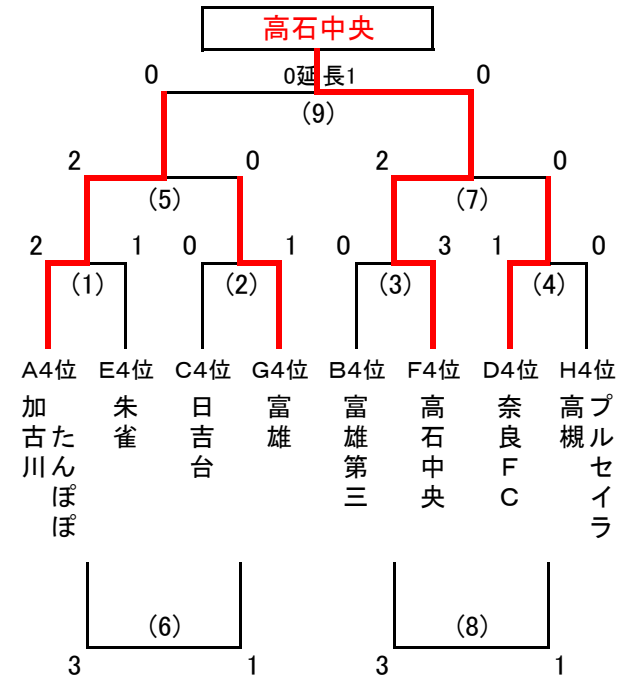 高石中央
0 0延長1 0
(9)
2 0 2 0
(5) (7)
2 1 0 1 0 3 1 0
(1) (2) (3) (4)
A4位 E4位 C4位 G4位 B4位 F4位 D4位 H4位
加古川たんぽぽ
朱雀
日吉台
富雄
富雄第三
高石中央
奈良FC
高槻プルセイラ
(6) (8)
3 1 3 1